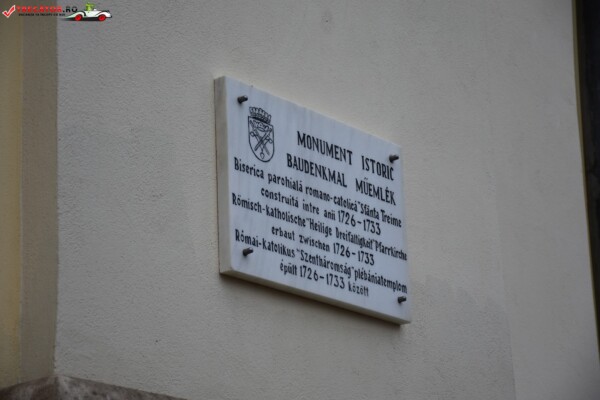 MONUMENT ISTORIC
BAUDENKMAL MŰEMLÉK
Biserica parohială romano-catolică "Sfânta Treime
construită intre anii 1726-1733
Römisch-katholische "Heilige Dreifaltigkeit" Pfarrkirche
erbaut zwischen 1726-1733
Római-katolikus "Szentháromság" plébániatemplom
épült 1726-1733 között